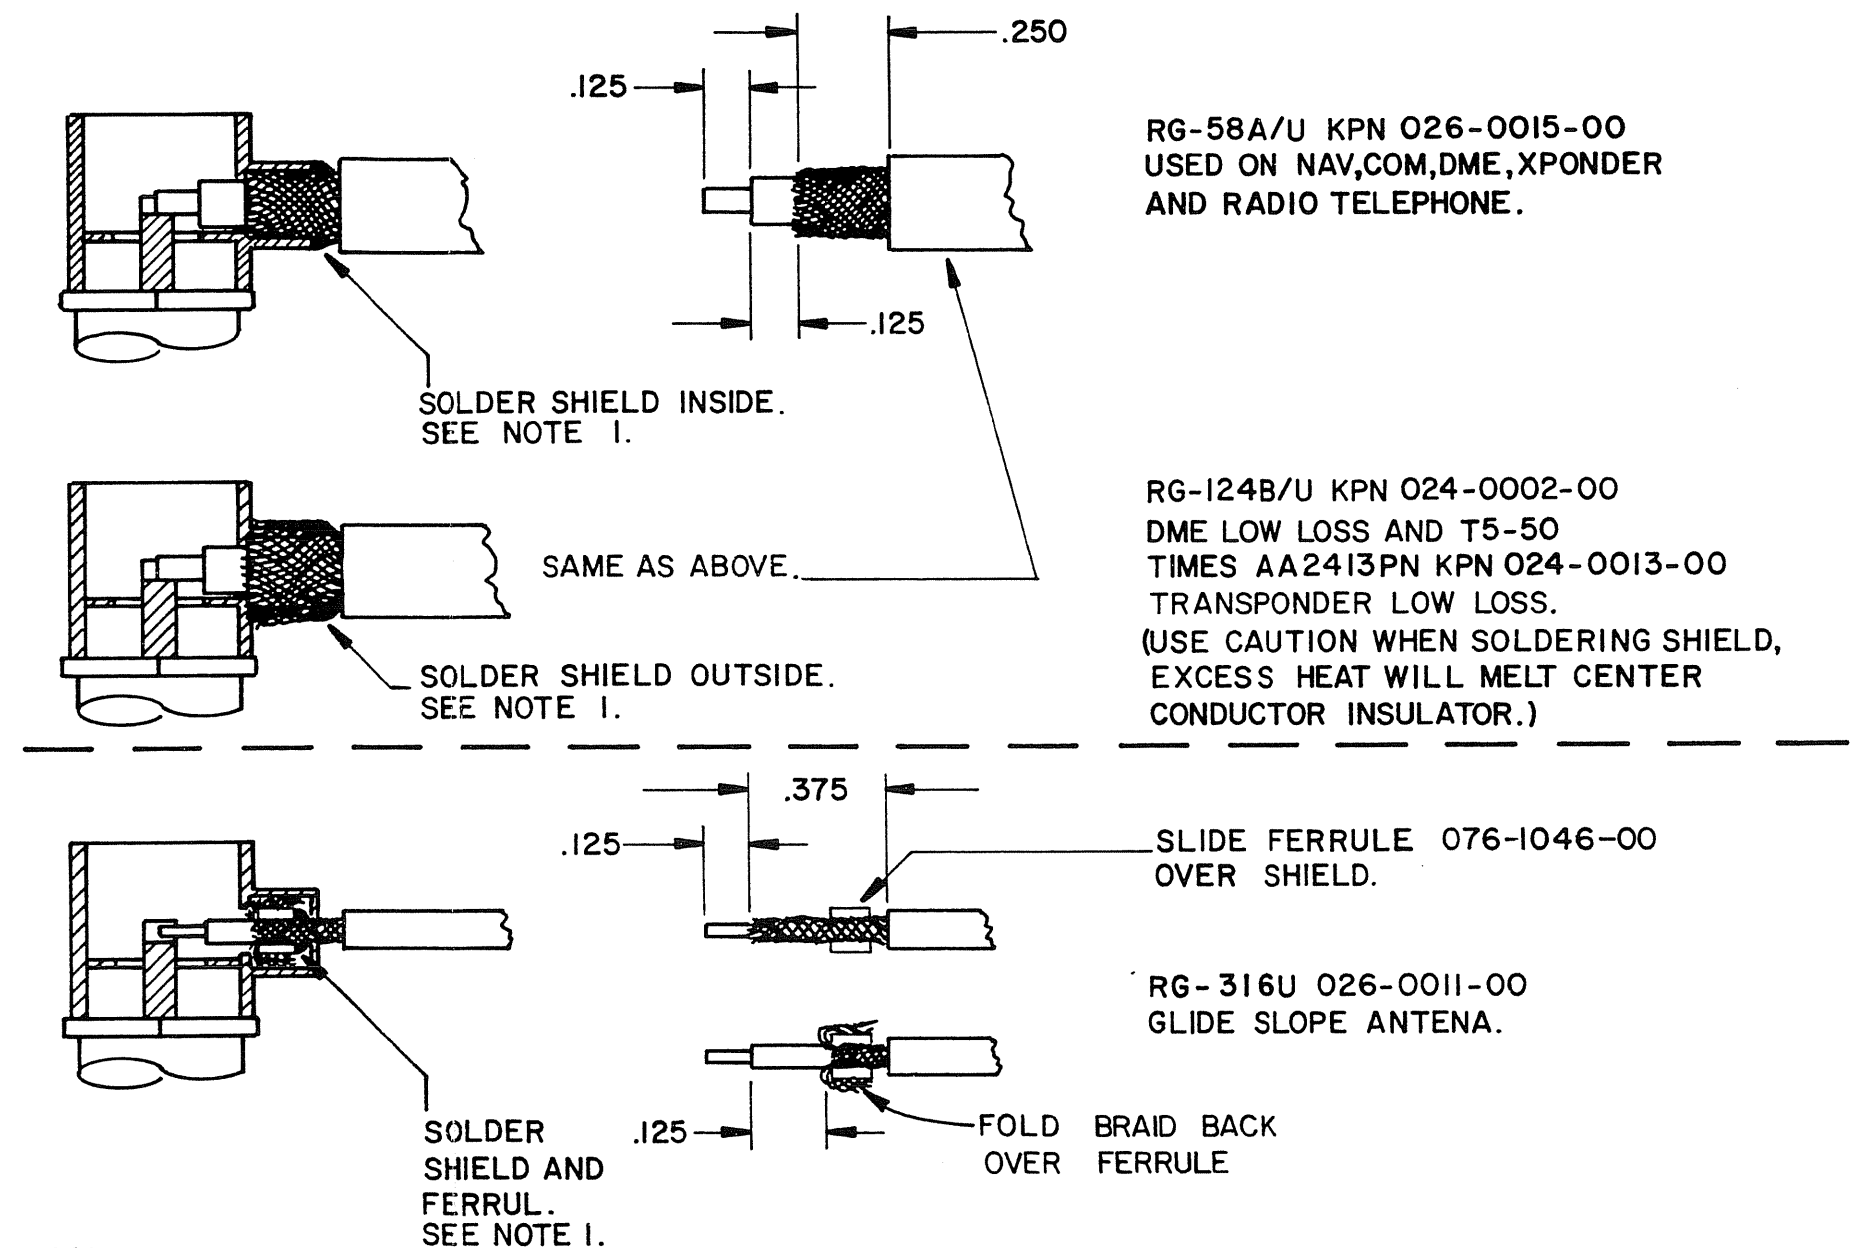 .250
.125
RG-58A/U KPN 026-0015-00
USED ON NAV,COM,DME,XPONDER
AND RADIO TELEPHONE.
.125
SOLDER SHIELD INSIDE.
SEE NOTE 1.
RG-124B/U KPN 024-0002-00
DME LOW LOSS AND T5-50
SAME AS ABOVE.
TIMES AA2413PN KPN 024-0013-00
TRANSPONDER LOW LOSS.
(USE CAUTION WHEN SOLDERING SHIELD,
EXCESS HEAT WILL MELT CENTER
CONDUCTOR INSULATOR.)
SOLDER SHIELD OUTSIDE.
SEE NOTE 1.
.375
.125
SLIDE FERRULE 076-1046-00
OVER SHIELD.
RG-316U 026-0011-00
GLIDE SLOPE ANTENA.
SOLDER
SHIELD AND
FERRUL.
SEE NOTE 1.
.125
FOLD BRAID BACK
OVER FERRULE